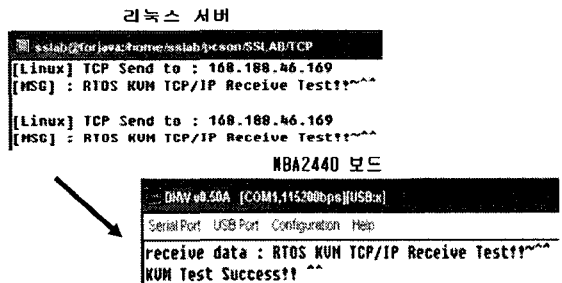 리눅스 서버
sslab@forjava:/home/sslab/pcson/SSLAB/TCP
[Linux] TCP Send to : 168.188.46.169
[MSG] : RTOS KVM TCP/IP Receive Test!!~^^
[Linux] TCP Send to : 168.188.46.169
[MSG] : RTOS KVM TCP/IP Receive Test!!~^^
MBA2440 보드
DNW v0.50A [COM1,115200bps][USB:x]
Serial Port USB Port Configuration Help
receive data : RTOS KVM TCP/IP Receive Test!!~^^
KVM Test Success!! ^^